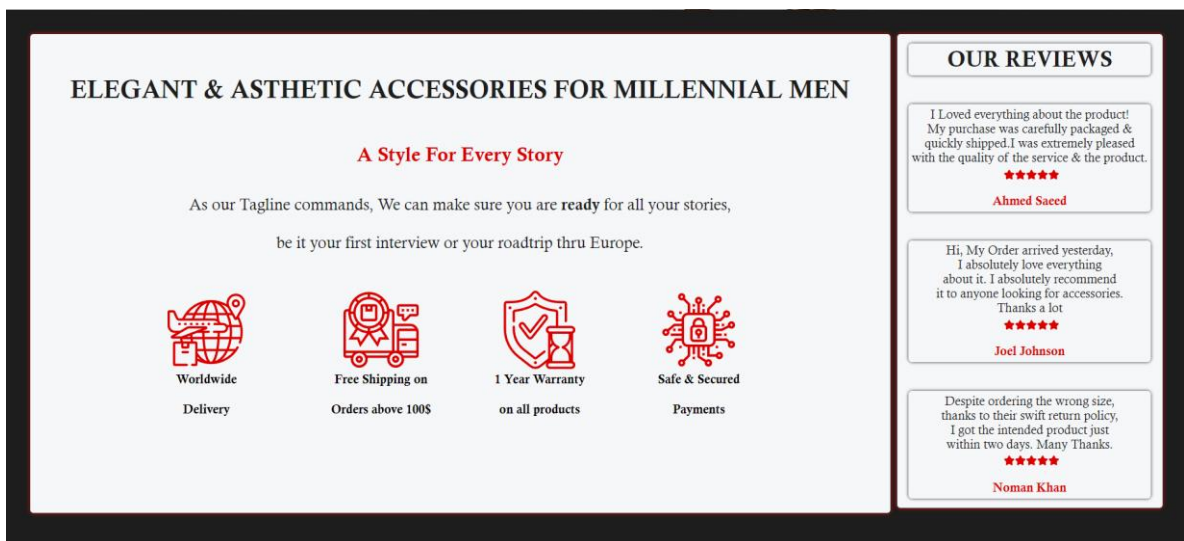 ELEGANT & ASTHETIC ACCESSORIES FOR MILLENNIAL MEN
A Style For Every Story
As our Tagline commands, We can make sure you are ready for all your stories,
be it your first interview or your roadtrip thru Europe.
Worldwide
Delivery
Free Shipping on
Orders above 100$
1 Year Warranty
on all products
Safe & Secured
Payments
OUR REVIEWS
I Loved everything about the product!
My purchase was carefully packaged &
quickly shipped.I was extremely pleased
with the quality of the service & the product.
Ahmed Saeed
Hi, My Order arrived yesterday,
I absolutely love everything
about it. I absolutely recommend
it to anyone looking for accessories.
Thanks a lot
Joel Johnson
Despite ordering the wrong size,
thanks to their swift return policy,
I got the intended product just
within two days. Many Thanks.
Noman Khan